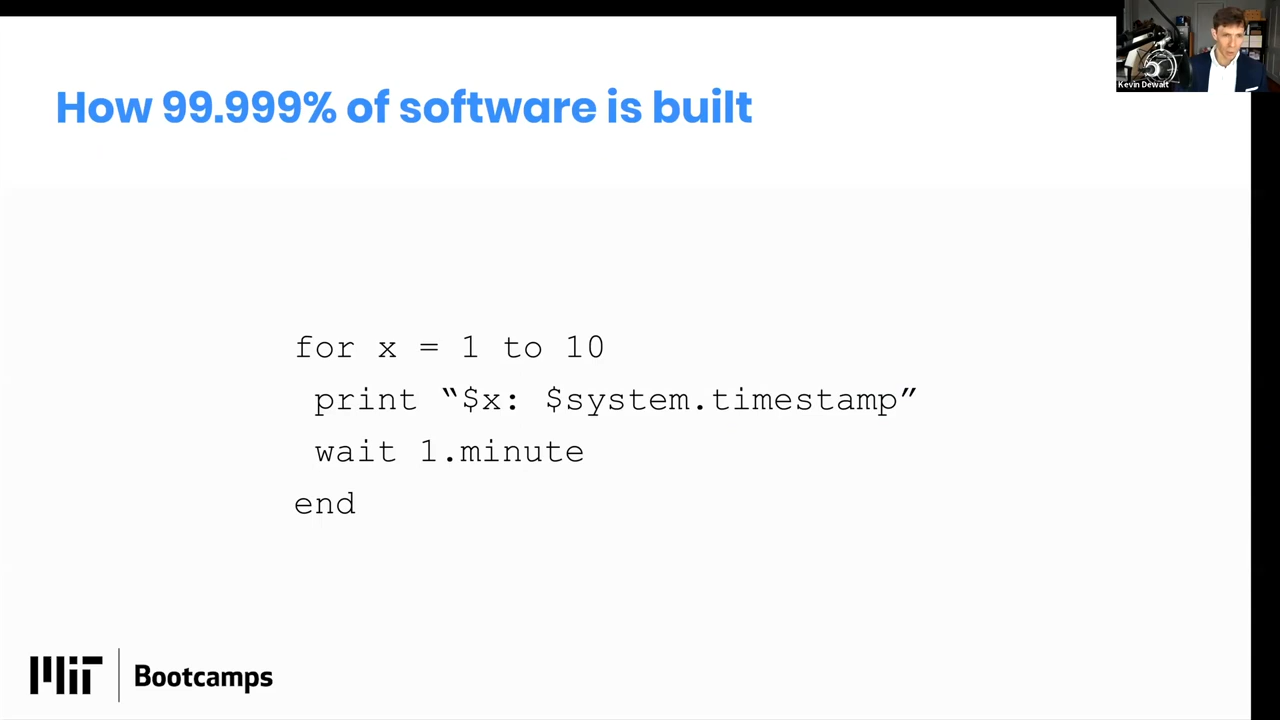 Kevin Dewalt
How 99.999% of software is built
for x = 1 to 10
print “$x: $system.timestamp”
wait 1.minute
end
MIT Bootcamps